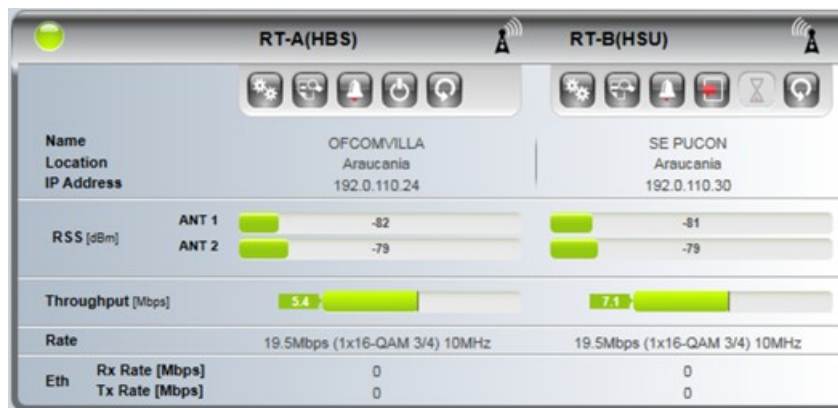 RT-A(HBS) RT-B(HSU)
Name OFCOMVILLA SE PUCON
Location Araucania Araucania
IP Address 192.0.110.24 192.0.110.30
RSS [dBm] ANT 1 -82 -81
ANT 2 -79 -79
Throughput [Mbps] 5.4 7.1
Rate 19.5Mbps (1x16-QAM 3/4) 10MHz 19.5Mbps (1x16-QAM 3/4) 10MHz
Eth Rx Rate [Mbps] 0 0
Tx Rate [Mbps] 0 0